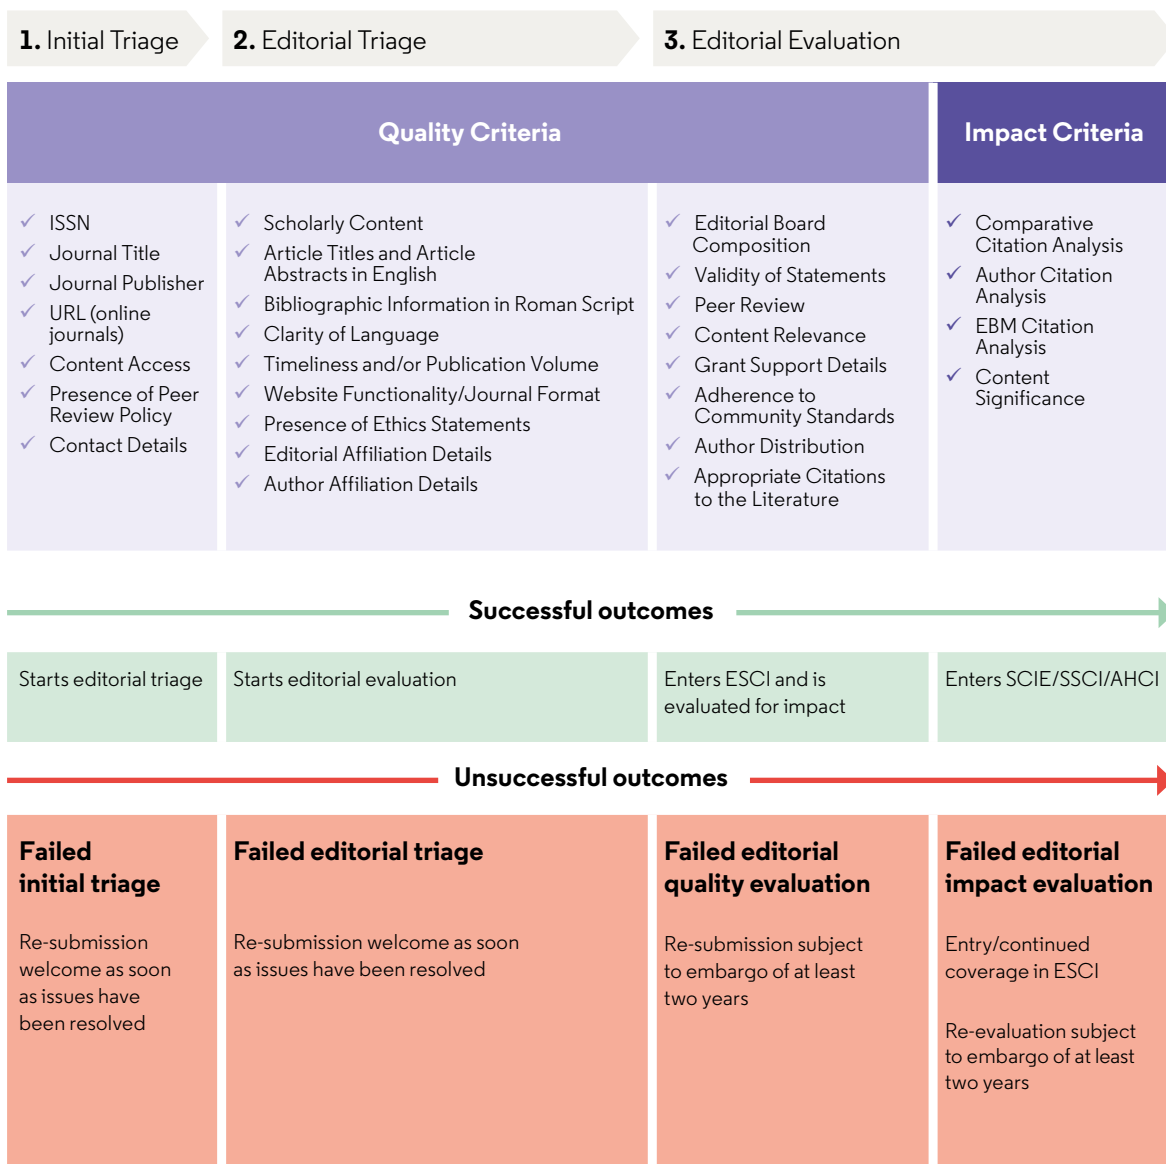 1. Initial Triage
2. Editorial Triage
3. Editorial Evaluation
Quality Criteria
Impact Criteria
✓ ISSN
✓ Journal Title
✓ Journal Publisher
✓ URL (online
journals)
✓ Content Access
✓ Presence of Peer
Review Policy
✓ Contact Details
✓ Scholarly Content
✓ Article Titles and Article
Abstracts in English
✓ Bibliographic Information in Roman Script
✓ Clarity of Language
✓ Timeliness and/or Publication Volume
✓ Website Functionality/Journal Format
✓ Presence of Ethics Statements
✓ Editorial Affiliation Details
✓ Author Affiliation Details
✓ Editorial Board
Composition
✓ Validity of Statements
✓ Peer Review
✓ Content Relevance
✓ Grant Support Details
✓ Adherence to
Community Standards
✓ Author Distribution
✓ Appropriate Citations
to the Literature
✓ Comparative
Citation Analysis
✓ Author Citation
Analysis
✓ EBM Citation
Analysis
✓ Content
Significance
Successful outcomes
Starts editorial triage
Starts editorial evaluation
Enters ESCI and is
evaluated for impact
Enters SCIE/SSCI/AHCI
Unsuccessful outcomes
Failed
initial triage
Re-submission
welcome as soon
as issues have
been resolved
Failed editorial triage
Re-submission welcome as soon
as issues have been resolved
Failed editorial
quality evaluation
Re-submission subject
to embargo of at least
two years
Failed editorial
impact evaluation
Entry/continued
coverage in ESCI
Re-evaluation subject
to embargo of at least
two years